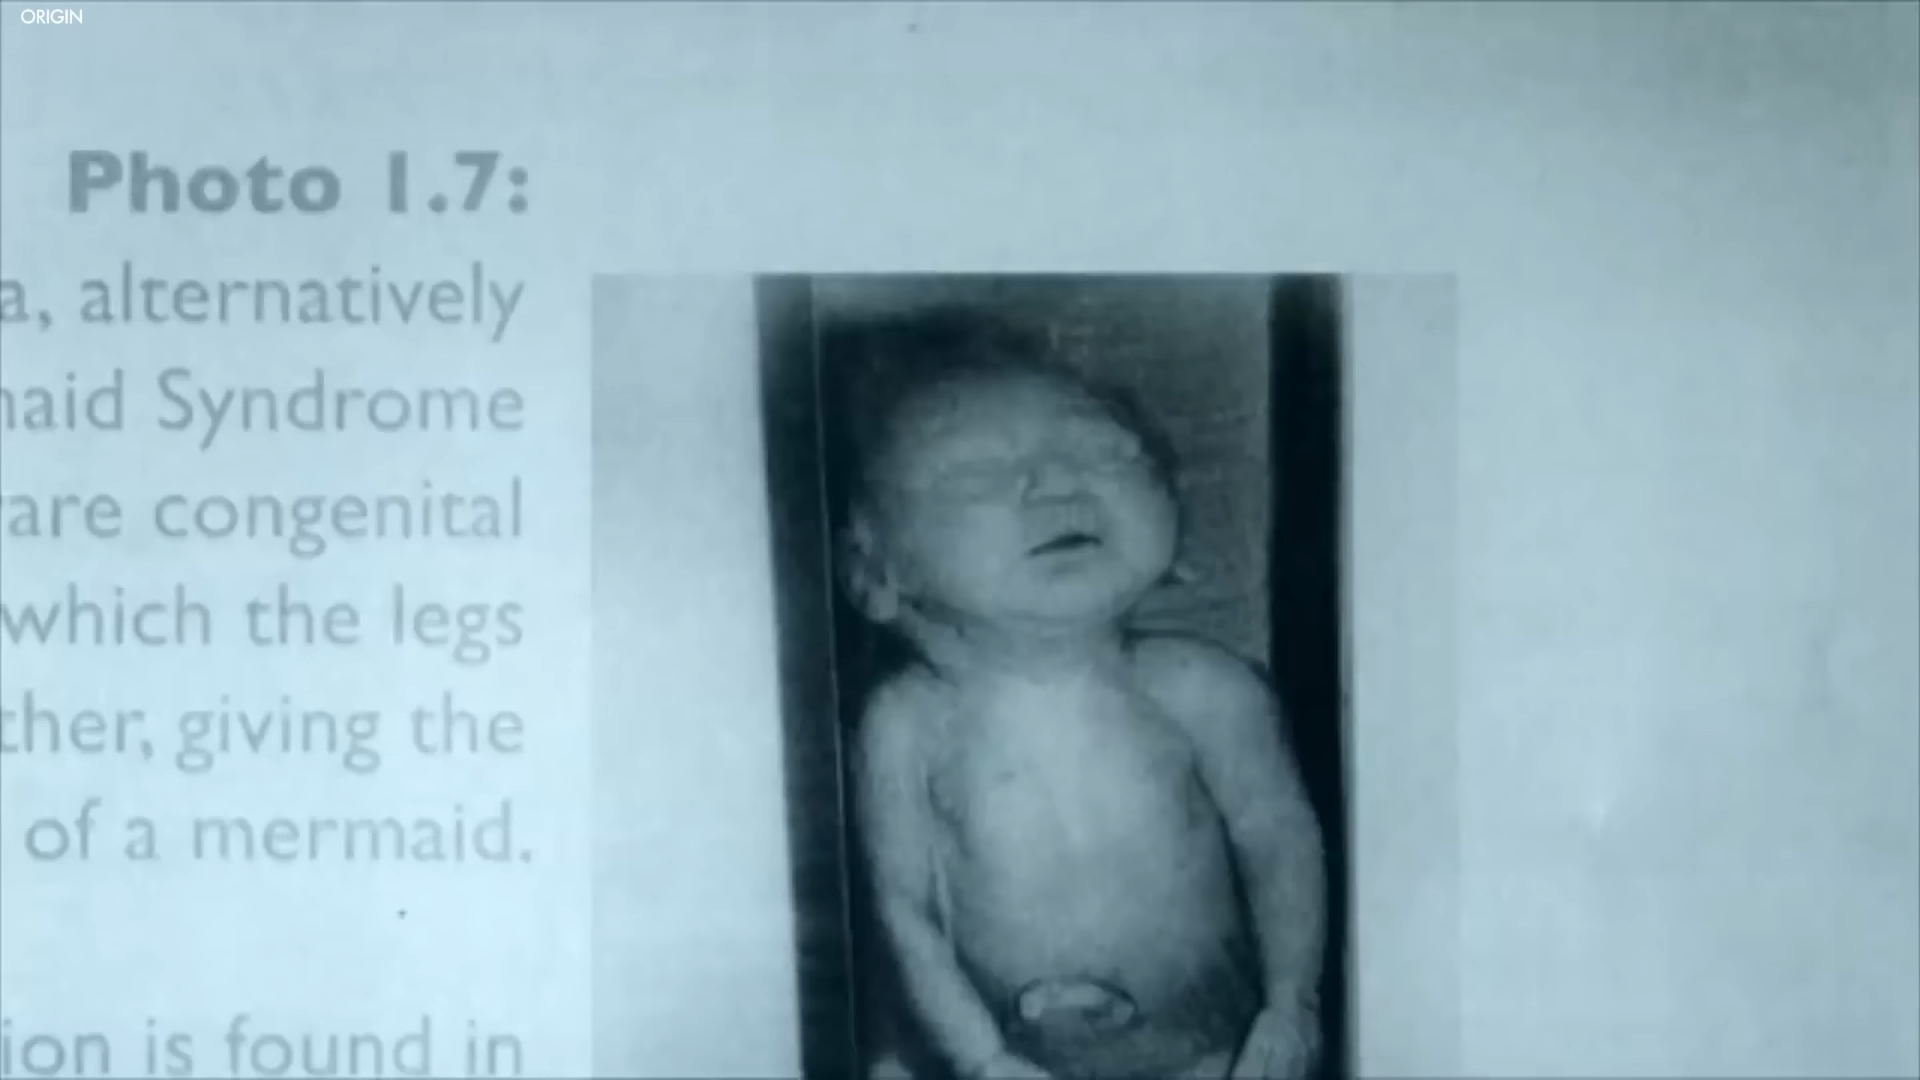 ORIGIN
Photo 1.7:
a, alternatively
naid Syndrome
are congenital
which the legs
ther, giving the
of a mermaid.
ion is found in